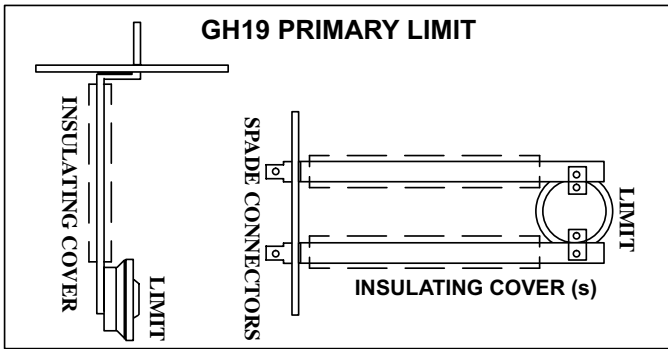 GH19 PRIMARY LIMIT
INSULATING COVER
LIMIT
SPADE CONNECTORS
LIMIT
INSULATING COVER (s)